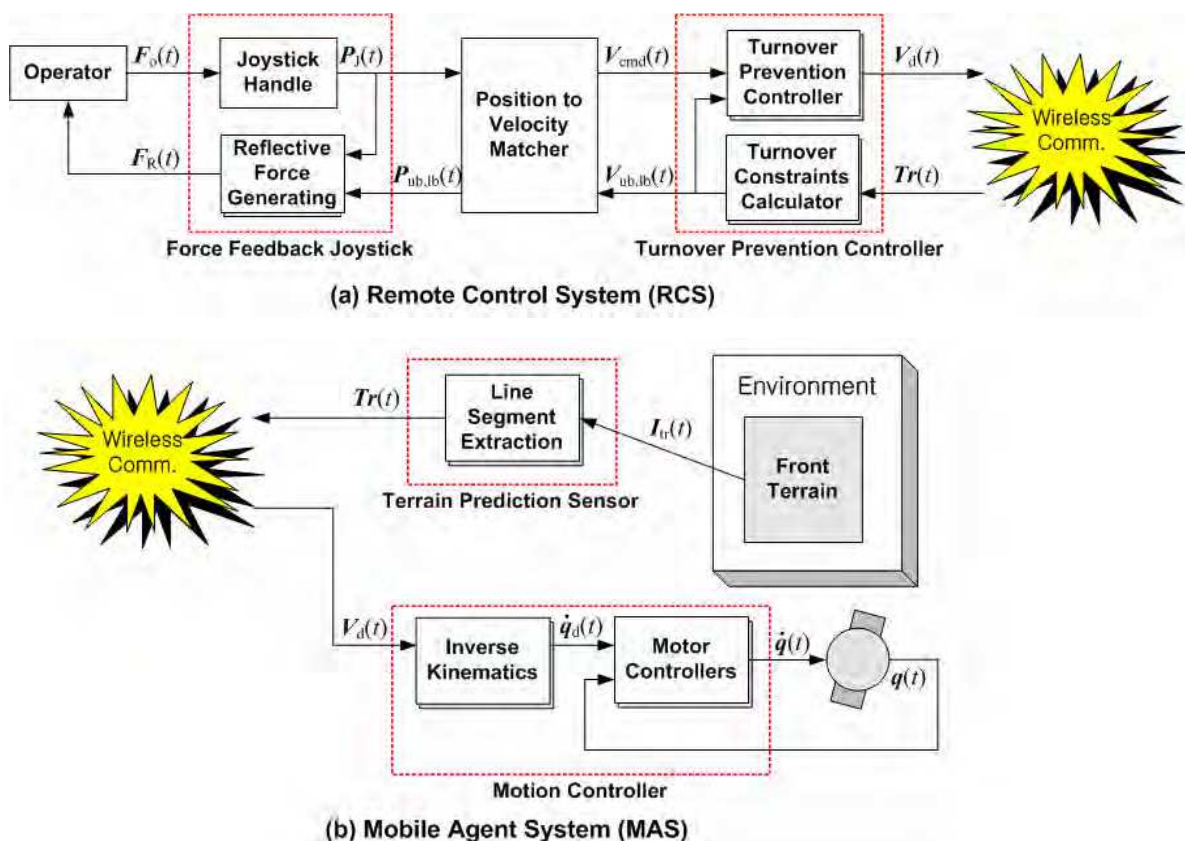 Operator
F_o(t)
Joystick
Handle
P_J(t)
Position to
Velocity
Matcher
V_cmd(t)
Turnover
Prevention
Controller
V_d(t)
Wireless
Comm.
F_R(t)
Reflective
Force
Generating
P_ub,lb(t)
V_ub,lb(t)
Turnover
Constraints
Calculator
Tr(t)
Force Feedback Joystick
Turnover Prevention Controller
(a) Remote Control System (RCS)
Wireless
Comm.
Tr(t)
Line
Segment
Extraction
I_tr(t)
Environment
Front
Terrain
Terrain Prediction Sensor
V_d(t)
Inverse
Kinematics
q̇_d(t)
Motor
Controllers
q̇(t)
q(t)
Motion Controller
(b) Mobile Agent System (MAS)